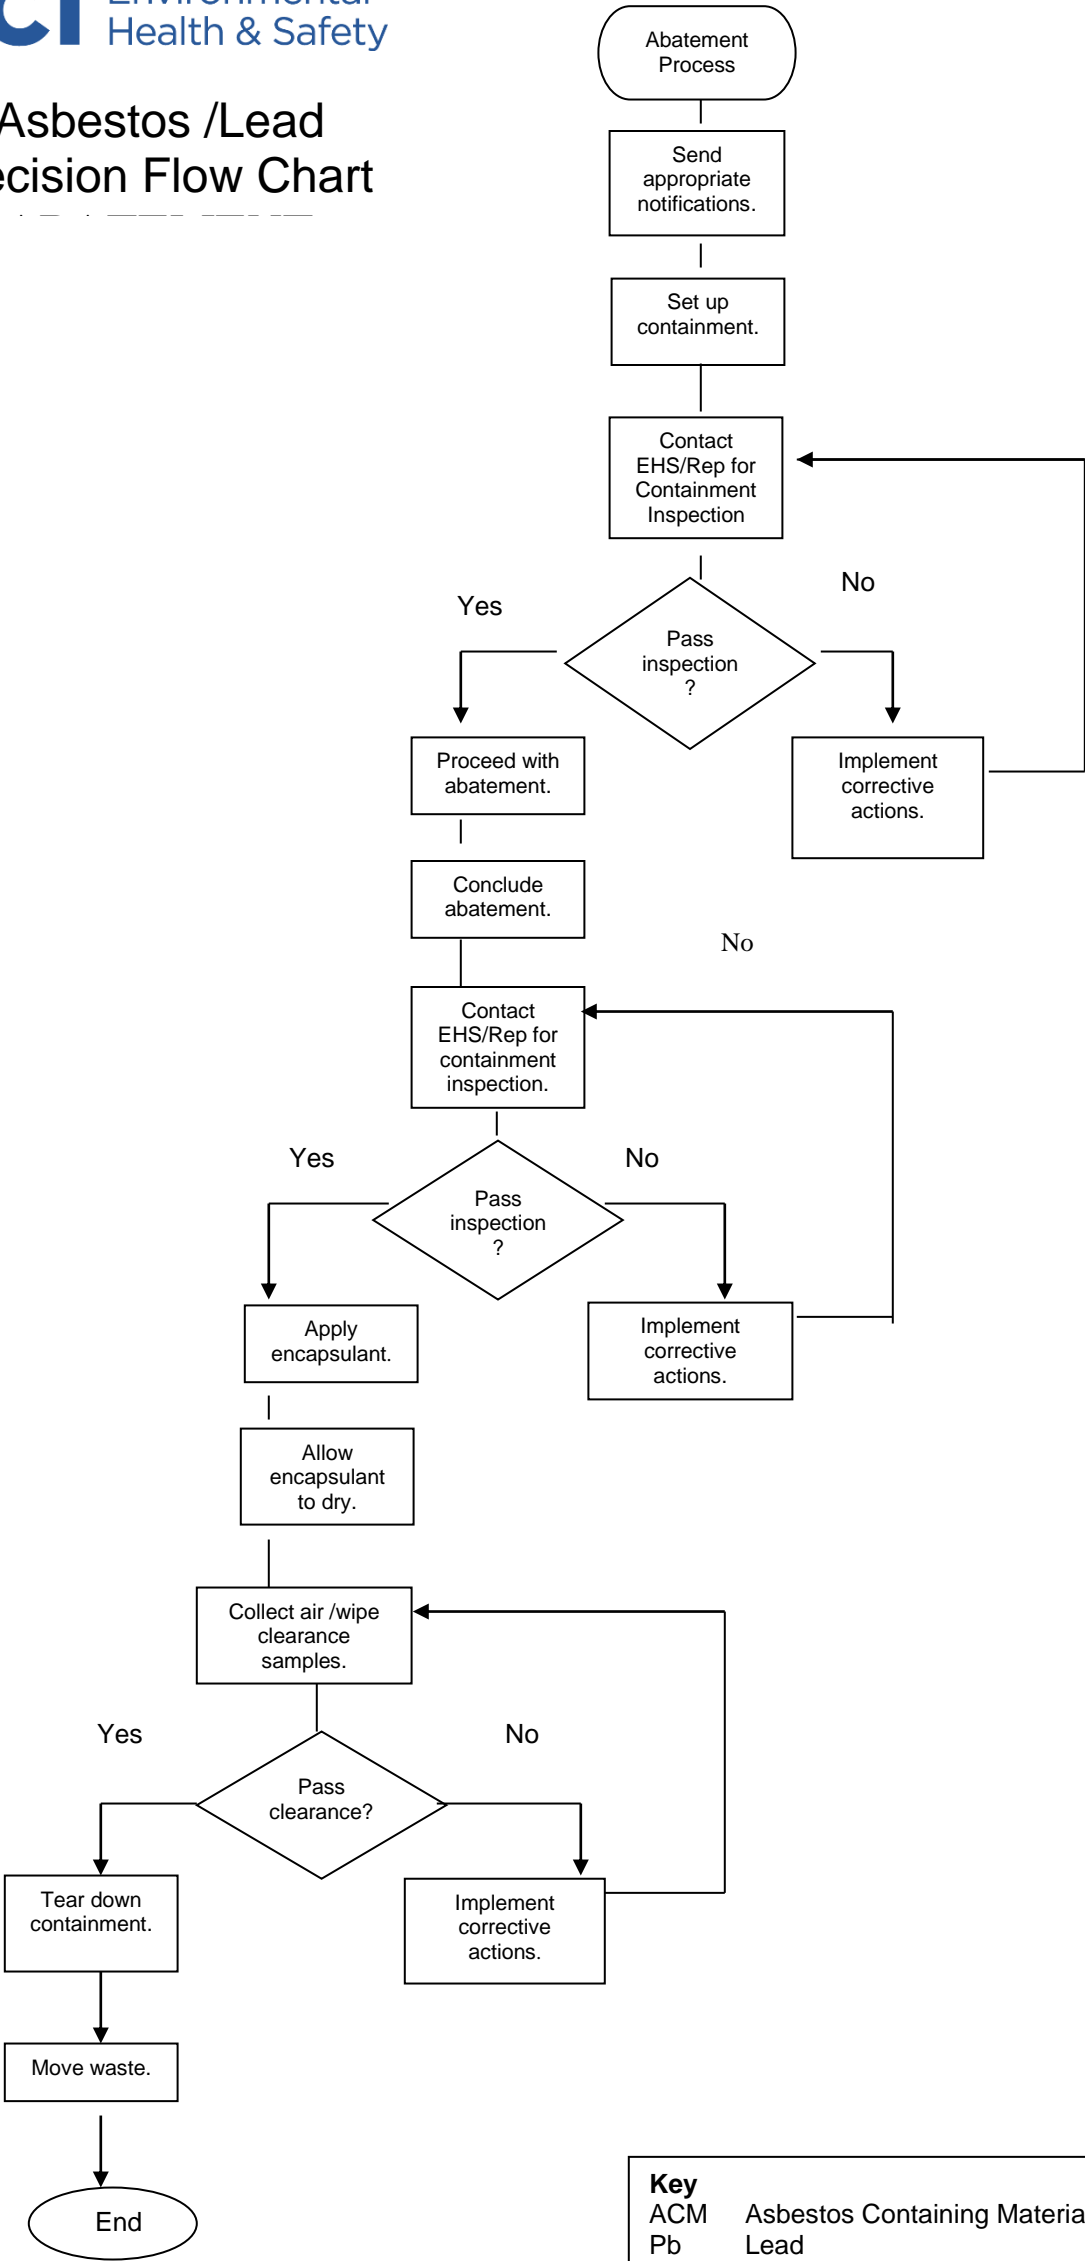 Health & Safety
Asbestos /Lead
Flow Chart
Abatement
Process
Send
appropriate
notifications.
Set up
containment.
Contact
EHS/Rep for
Containment
Inspection
No
Yes
Pass
inspection
?
Proceed with
abatement.
Implement
corrective
actions.
Conclude
abatement.
No
Contact
EHS/Rep for
containment
inspection.
Yes
No
Pass
inspection
?
Apply
encapsulant.
Implement
corrective
actions.
Allow
encapsulant
to dry.
Collect air /wipe
clearance
samples.
Yes
No
Pass
clearance?
Tear down
containment.
Implement
corrective
actions.
Move waste.
End
Key
ACM Asbestos Containing Materia
Pb Lead